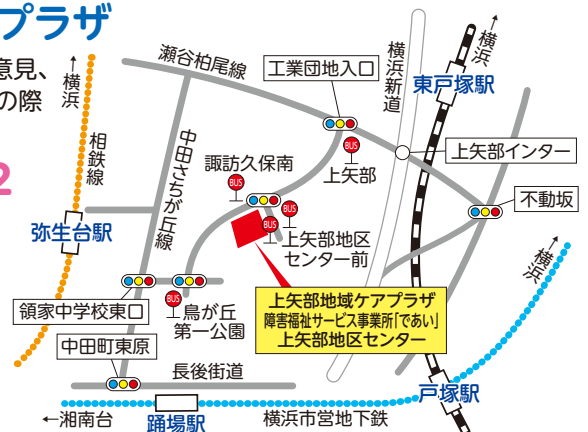 プラザ
意見、
の際
2
←横浜
相鉄線
弥生台駅
瀬谷柏尾線
工業団地入口
横浜新道
←横浜
東戸塚駅
中田さちが丘線
諏訪久保南
BUS
BUS
上矢部
上矢部インター
不動坂
BUS
BUS
上矢部地区
センター前
←横浜
領家中学校東口
BUS
鳥が丘
第一公園
上矢部地域ケアプラザ
障害福祉サービス事業所「であい」
上矢部地区センター
中田町東原
長後街道
戸塚駅
←湘南台
踊場駅
横浜市営地下鉄